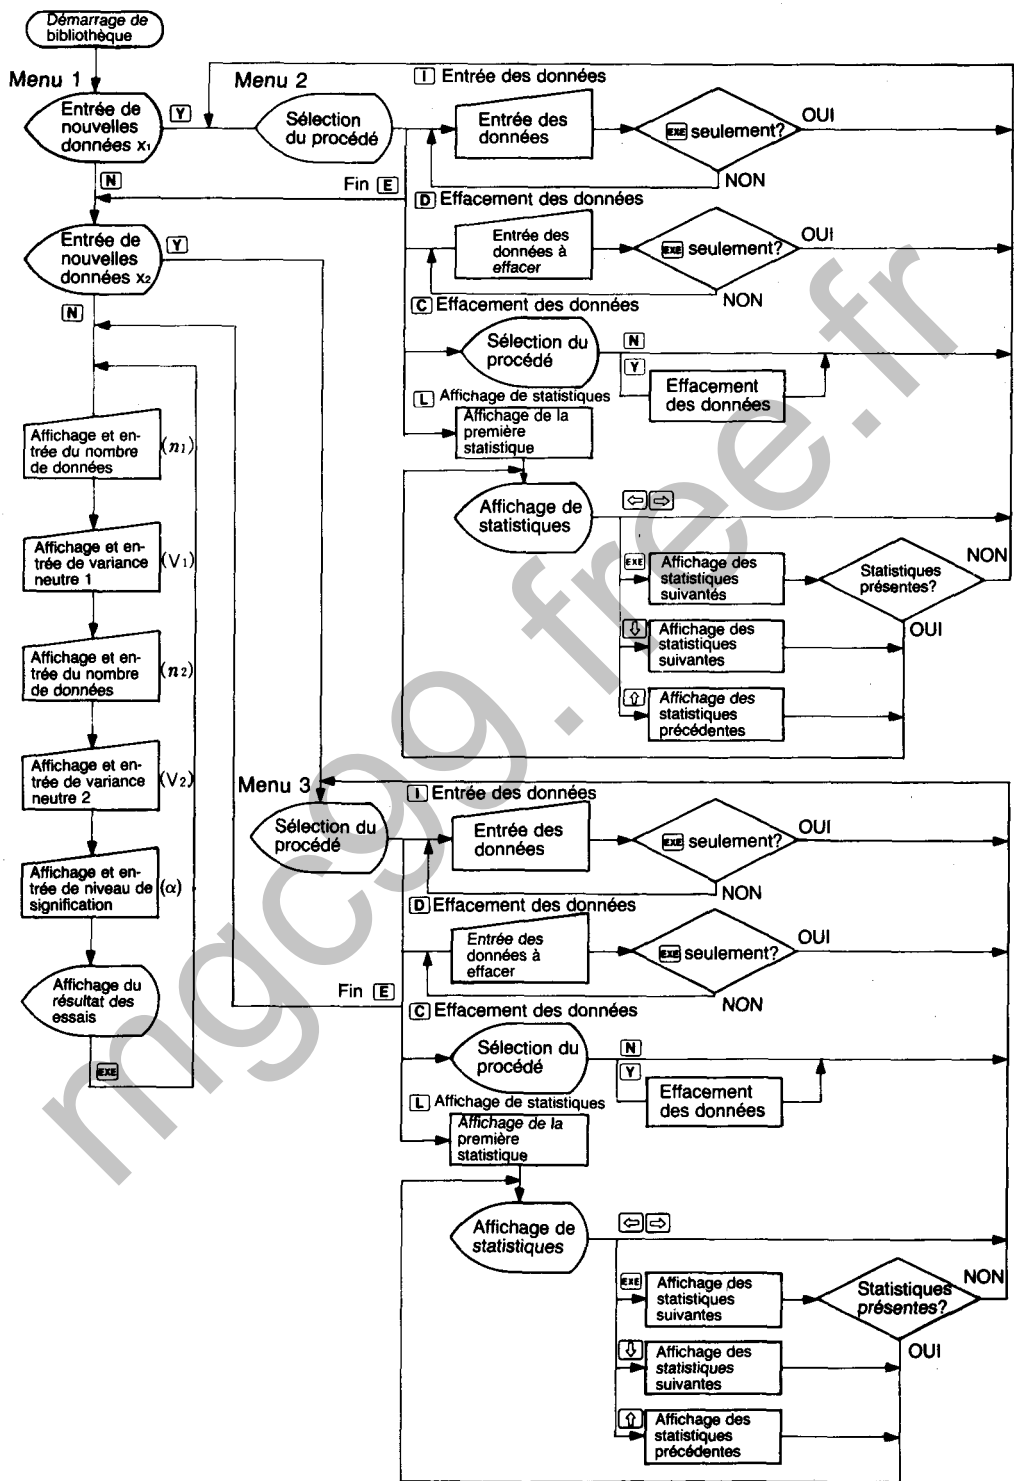 Démarrage de
bibliothèque
Menu 1
Entrée de
nouvelles
données x₁
Y
N
Menu 2
Sélection
du procédé
Fin E
I Entrée des données
Entrée des
données
EXE seulement?
OUI
NON
D Effacement des données
Entrée des
données à
effacer
EXE seulement?
OUI
NON
C Effacement des données
Sélection du
procédé
N
Y
Effacement
des données
L Affichage de statistiques
Affichage de la
première
statistique
Affichage de
statistiques
⇦ ⇨
EXE
Affichage des
statistiques
suivantés
Statistiques
présentes?
NON
OUI
⇩
Affichage des
statistiques
suivantes
⇧
Affichage des
statistiques
précédentes
Entrée de
nouvelles
données x₂
Y
N
Affichage et en-
trée du nombre
de données
(n₁)
Affichage et en-
trée de variance
neutre 1
(V₁)
Affichage et en-
trée du nombre
de données
(n₂)
Affichage et en-
trée de variance
neutre 2
(V₂)
Affichage et en-
trée de niveau de
signification
(α)
Affichage du
résultat des
essais
EXE
Menu 3
Sélection du
procédé
Fin E
I Entrée des données
Entrée des
données
EXE seulement?
OUI
NON
D Effacement des données
Entrée des
données à
effacer
EXE seulement?
OUI
NON
C Effacement des données
Sélection du
procédé
N
Y
Effacement
des données
L Affichage de statistiques
Affichage de la
première
statistique
Affichage de
statistiques
⇦ ⇨
EXE
Affichage des
statistiques
suivantes
Statistiques
présentes?
NON
OUI
⇩
Affichage des
statistiques
suivantes
⇧
Affichage des
statistiques
précédentes
mgc99.free.fr